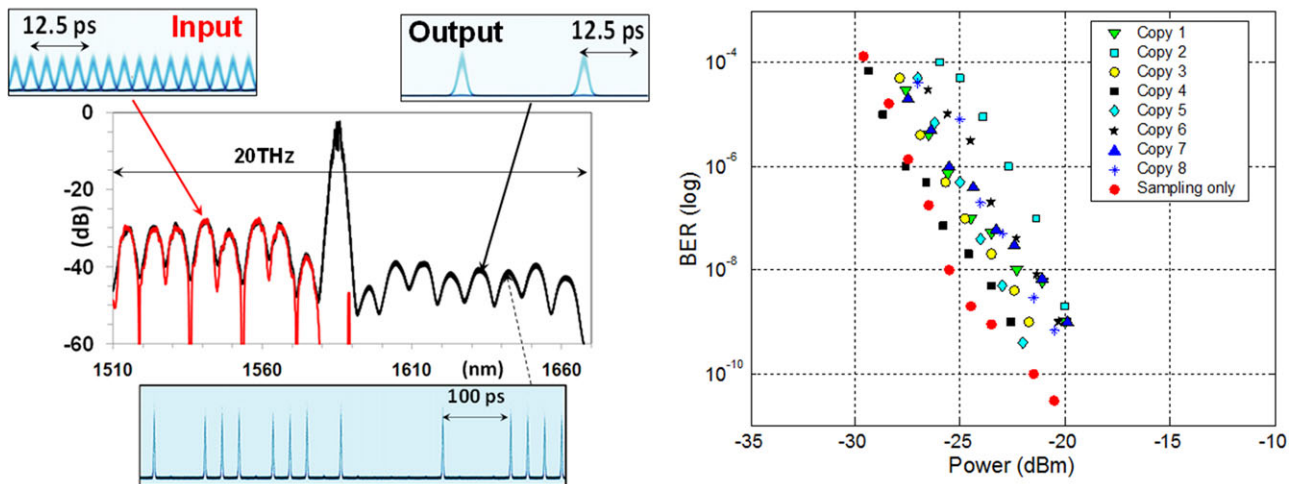 12.5 ps
Input
Output
12.5 ps
0
-20
(dB)
-40
-60
20THz
1510
1560
(nm)
1610
1660
100 ps
BER (log)
10-4
10-6
10-8
10-10
-35
-30
-25
-20
-15
-10
Power (dBm)
Copy 1
Copy 2
Copy 3
Copy 4
Copy 5
Copy 6
Copy 7
Copy 8
Sampling only